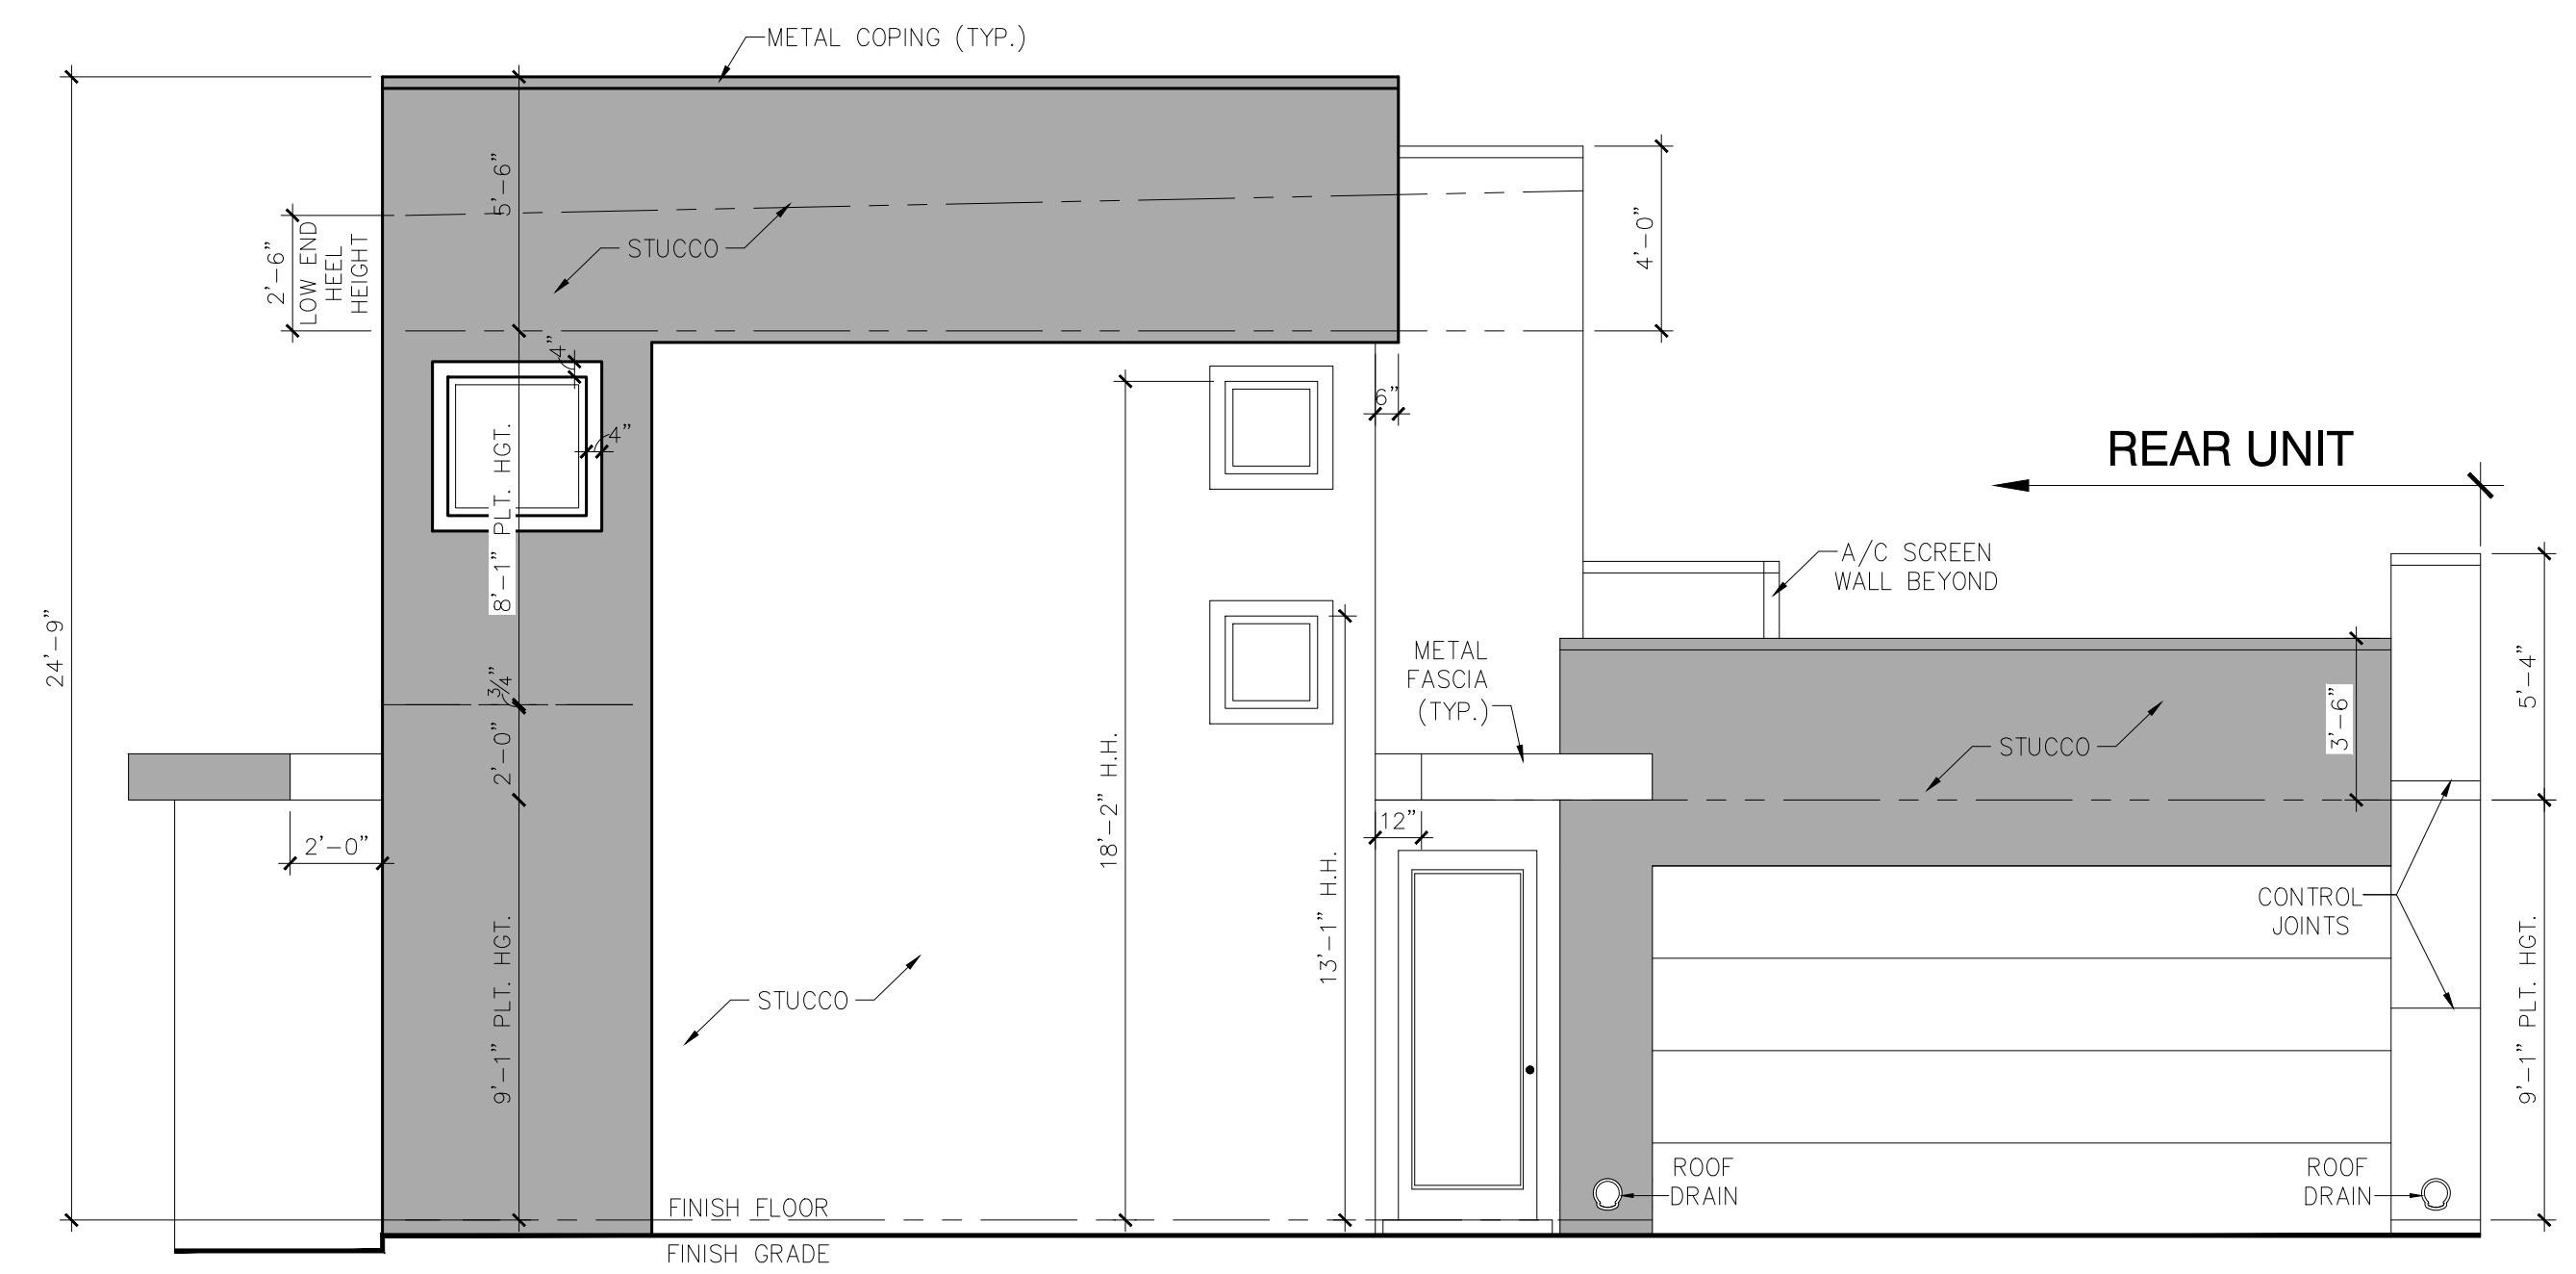 METAL COPING (TYP.)
5'-6"
STUCCO
2'-6"
LOW END
HEEL
HEIGHT
4'-0"
4"
4"
6"
8'-1" PLT. HGT.
REAR UNIT
A/C SCREEN
WALL BEYOND
24'-9"
METAL
FASCIA
(TYP.)
3/4"
2'-0"
STUCCO
3'-6"
5'-4"
2'-0"
18'-2" H.H.
12"
13'-1" H.H.
CONTROL
JOINTS
9'-1" PLT. HGT.
STUCCO
9'-1" PLT. HGT.
ROOF
DRAIN
ROOF
DRAIN
FINISH FLOOR
FINISH GRADE